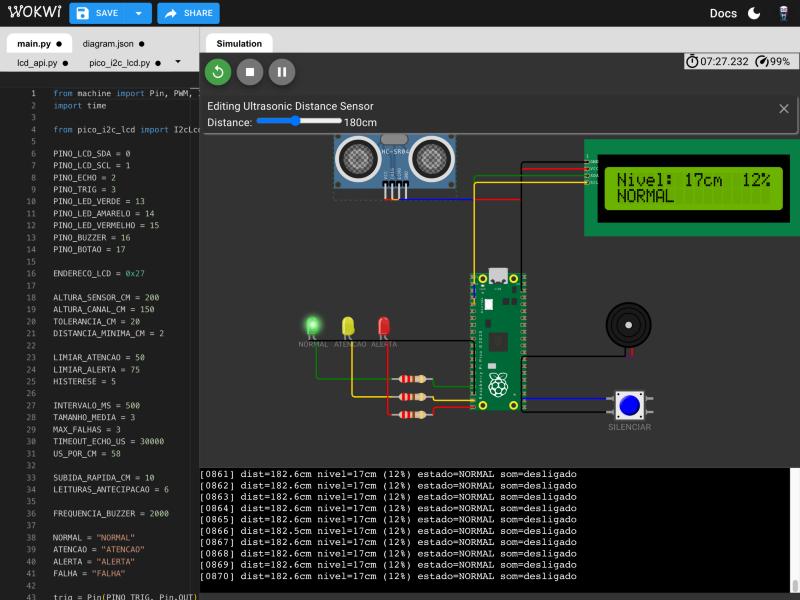 WOKWI
SAVE
SHARE
Docs
main.py
diagram.json
lcd_api.py
pico_i2c_lcd.py
Simulation
07:27.232
99%
Editing Ultrasonic Distance Sensor
Distance:
180cm
1 from machine import Pin, PWM,
2 import time
3
4 from pico_i2c_lcd import I2cLc
5
6 PINO_LCD_SDA = 0
7 PINO_LCD_SCL = 1
8 PINO_ECHO = 2
9 PINO_TRIG = 3
10 PINO_LED_VERDE = 13
11 PINO_LED_AMARELO = 14
12 PINO_LED_VERMELHO = 15
13 PINO_BUZZER = 16
14 PINO_BOTAO = 17
15
16 ENDERECO_LCD = 0x27
17
18 ALTURA_SENSOR_CM = 200
19 ALTURA_CANAL_CM = 150
20 TOLERANCIA_CM = 20
21 DISTANCIA_MINIMA_CM = 2
22
23 LIMIAR_ATENCAO = 50
24 LIMIAR_ALERTA = 75
25 HISTERESE = 5
26
27 INTERVALO_MS = 500
28 TAMANHO_MEDIA = 3
29 MAX_FALHAS = 3
30 TIMEOUT_ECHO_US = 30000
31 US_POR_CM = 58
32
33 SUBIDA_RAPIDA_CM = 10
34 LEITURAS_ANTECIPACAO = 6
35
36 FREQUENCIA_BUZZER = 2000
37
38 NORMAL = "NORMAL"
39 ATENCAO = "ATENCAO"
40 ALERTA = "ALERTA"
41 FALHA = "FALHA"
42
43 trig = Pin(PINO_TRIG, Pin.OUT)
HC-SR04
GND
VCC
SDA
SCL
Nivel: 17cm 12%
NORMAL
NORMAL
ATENCAO
ALERTA
Raspberry Pi Pico ©2020
SILENCIAR
[0861] dist=182.6cm nivel=17cm (12%) estado=NORMAL som=desligado
[0862] dist=182.6cm nivel=17cm (12%) estado=NORMAL som=desligado
[0863] dist=182.6cm nivel=17cm (12%) estado=NORMAL som=desligado
[0864] dist=182.6cm nivel=17cm (12%) estado=NORMAL som=desligado
[0865] dist=182.6cm nivel=17cm (12%) estado=NORMAL som=desligado
[0866] dist=182.5cm nivel=17cm (12%) estado=NORMAL som=desligado
[0867] dist=182.6cm nivel=17cm (12%) estado=NORMAL som=desligado
[0868] dist=182.6cm nivel=17cm (12%) estado=NORMAL som=desligado
[0869] dist=182.6cm nivel=17cm (12%) estado=NORMAL som=desligado
[0870] dist=182.6cm nivel=17cm (12%) estado=NORMAL som=desligado